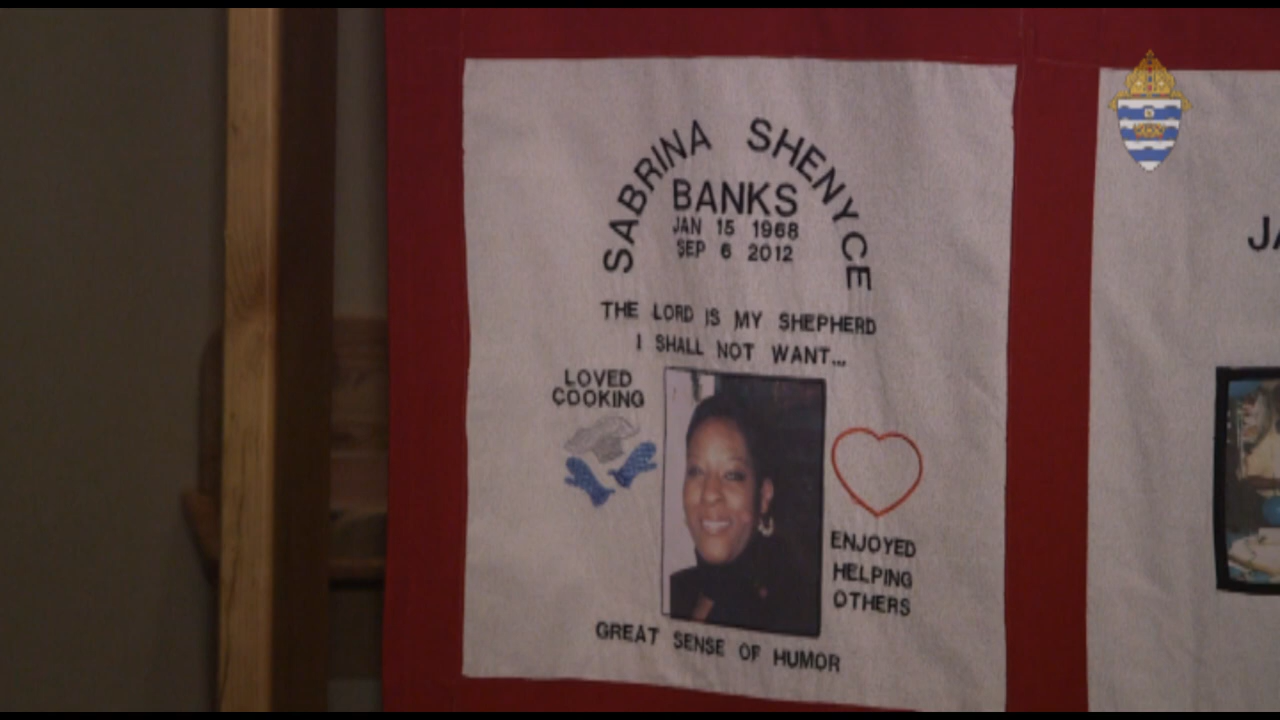 SABRINA SHENYCE
BANKS
JAN 15 1968
SEP 6 2012
THE LORD IS MY SHEPHERD
I SHALL NOT WANT...
LOVED
COOKING
ENJOYED
HELPING
OTHERS
GREAT SENSE OF HUMOR
JA